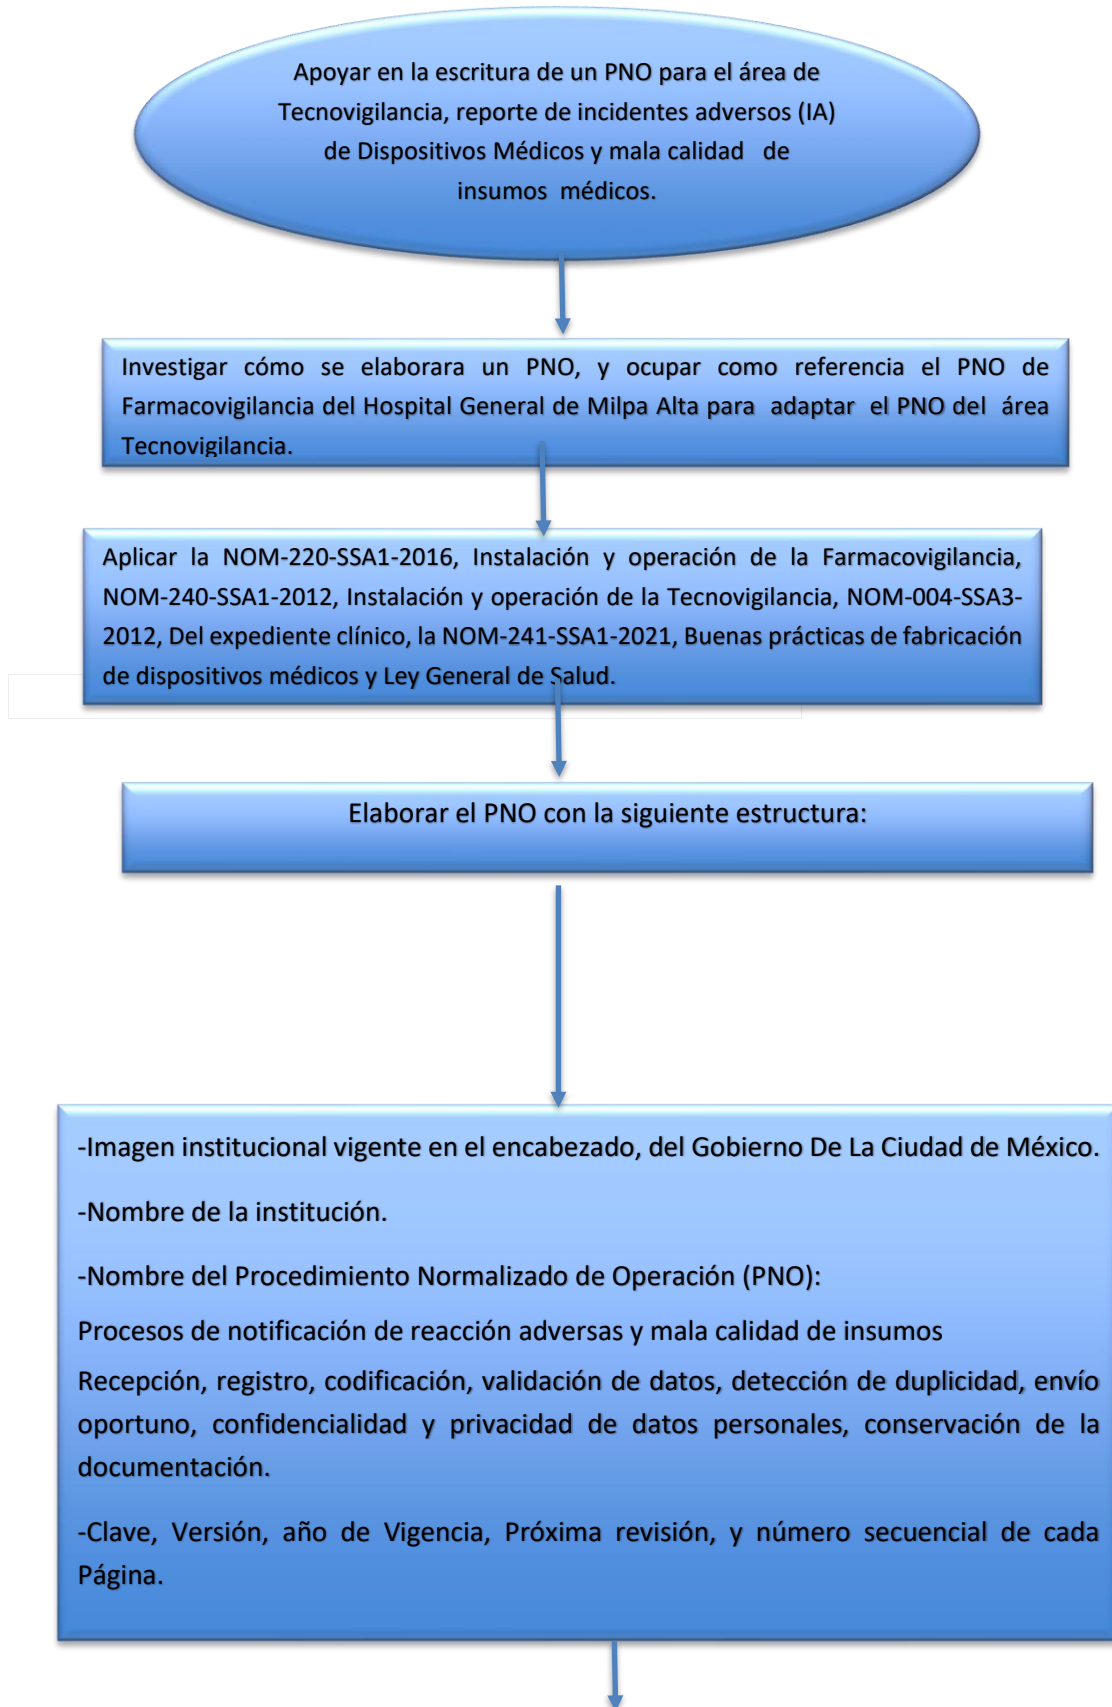 Apoyar en la escritura de un PNO para el área de
Tecnovigilancia, reporte de incidentes adversos (IA)
de Dispositivos Médicos y mala calidad de
insumos médicos.
Investigar cómo se elaborara un PNO, y ocupar como referencia el PNO de
Farmacovigilancia del Hospital General de Milpa Alta para adaptar el PNO del área
Tecnovigilancia.
Aplicar la NOM-220-SSA1-2016, Instalación y operación de la Farmacovigilancia,
NOM-240-SSA1-2012, Instalación y operación de la Tecnovigilancia, NOM-004-SSA3-
2012, Del expediente clínico, la NOM-241-SSA1-2021, Buenas prácticas de fabricación
de dispositivos médicos y Ley General de Salud.
Elaborar el PNO con la siguiente estructura:
-Imagen institucional vigente en el encabezado, del Gobierno De La Ciudad de México.
-Nombre de la institución.
-Nombre del Procedimiento Normalizado de Operación (PNO):
Procesos de notificación de reacción adversas y mala calidad de insumos
Recepción, registro, codificación, validación de datos, detección de duplicidad, envío
oportuno, confidencialidad y privacidad de datos personales, conservación de la
documentación.
-Clave, Versión, año de Vigencia, Próxima revisión, y número secuencial de cada
Página.